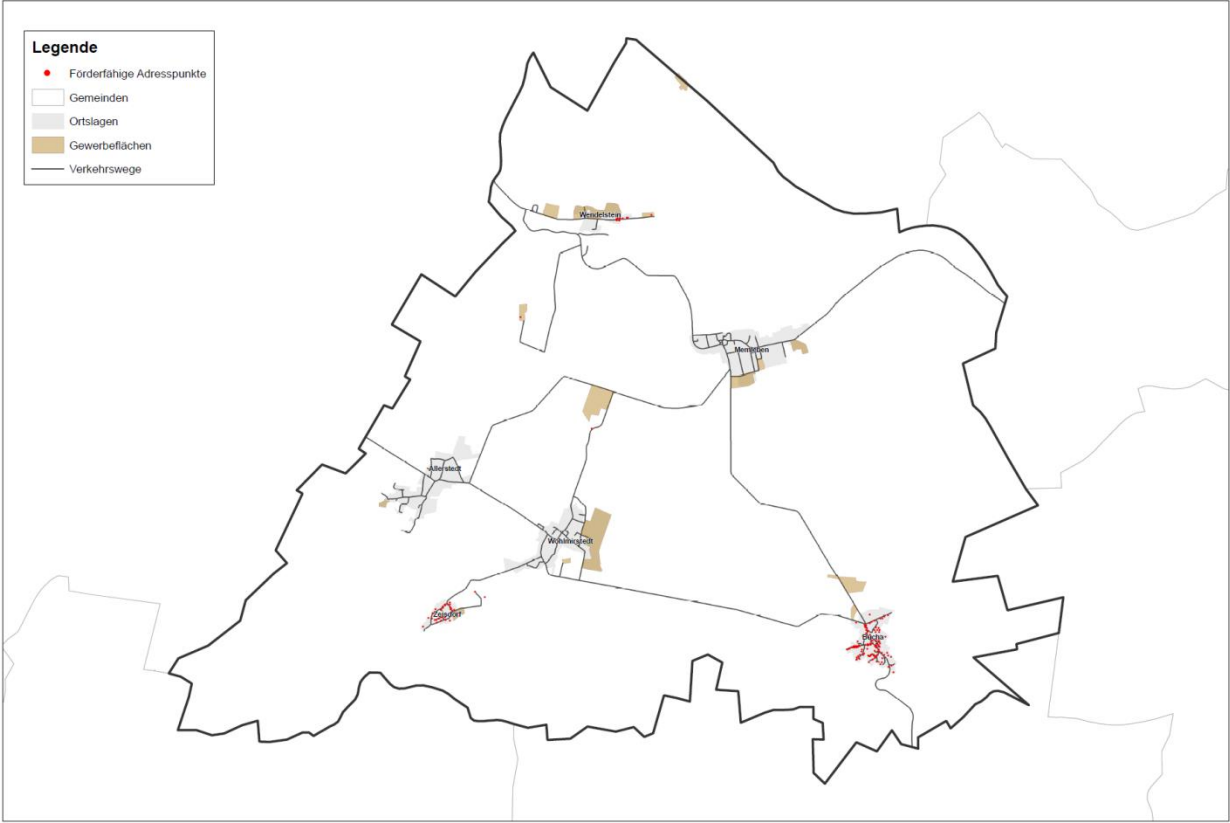 Legende
Förderfähige Adresspunkte
Gemeinden
Ortslagen
Gewerbeflächen
Verkehrswege
Wendelstein
Memleben
Allerstedt
Wohlmirstedt
Zeisdorf
Bucha